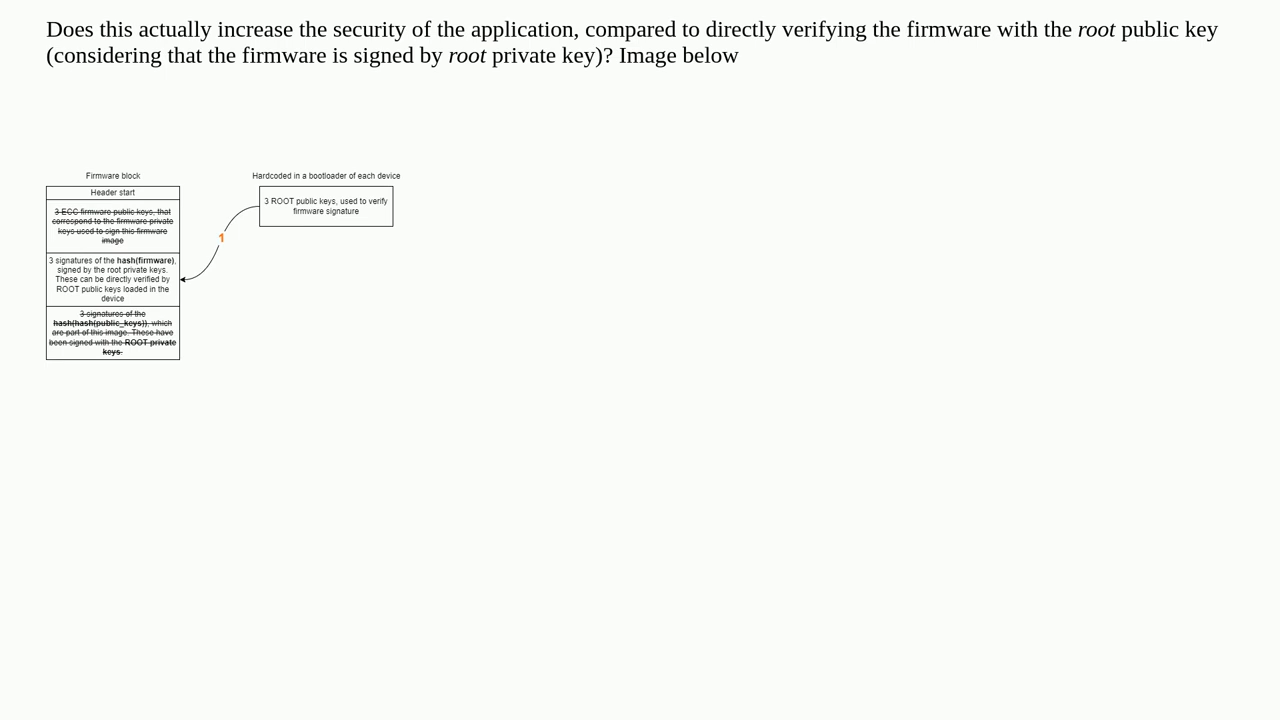 Does this actually increase the security of the application, compared to directly verifying the firmware with the root public key
(considering that the firmware is signed by root private key)? Image below
Firmware block
Header start
3 ECC firmware public keys, that
correspond to the firmware private
keys used to sign this firmware
image
3 signatures of the hash(firmware),
signed by the root private keys.
These can be directly verified by
ROOT public keys loaded in the
device
3 signatures of the
hash(hash(public_keys)), which
are part of this image. These have
been signed with the ROOT private
keys.
Hardcoded in a bootloader of each device
3 ROOT public keys, used to verify
firmware signature
1